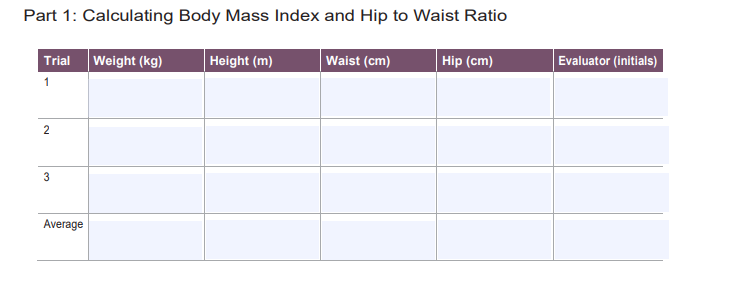 Part 1: Calculating Body Mass Index and Hip to Waist Ratio
Trial Weight (kg) Height (m) Waist (cm) Hip (cm) Evaluator (initials)
1
2
3
Average